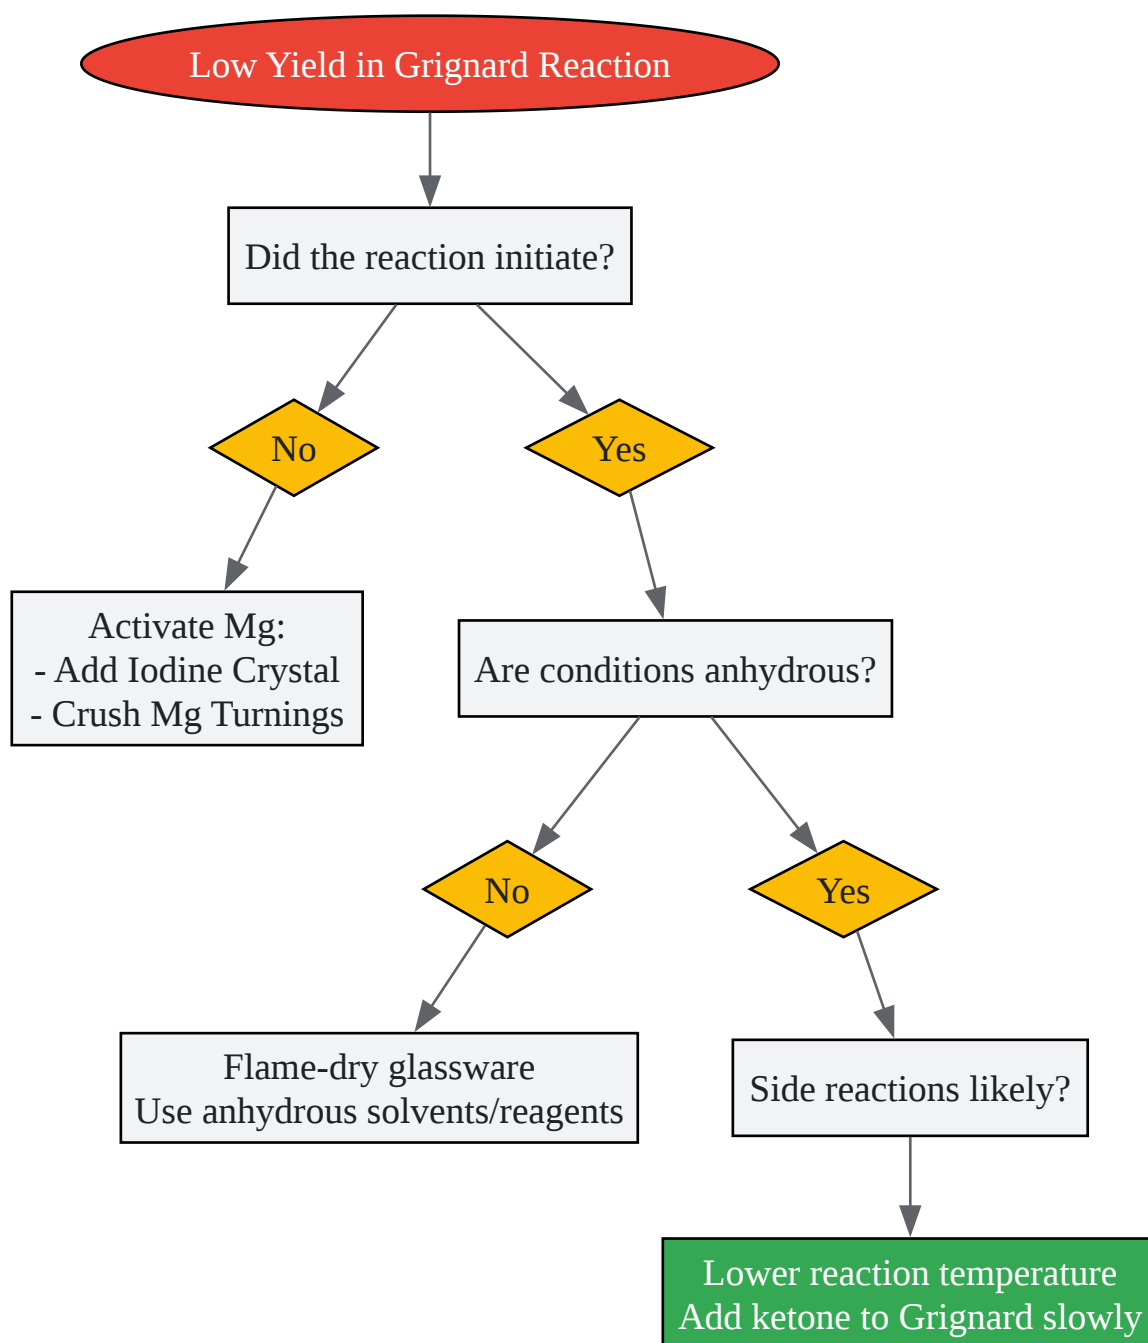 Low Yield in Grignard Reaction
Did the reaction initiate?
No
Yes
Activate Mg:
- Add Iodine Crystal
- Crush Mg Turnings
Are conditions anhydrous?
No
Yes
Flame-dry glassware
Use anhydrous solvents/reagents
Side reactions likely?
Lower reaction temperature
Add ketone to Grignard slowly